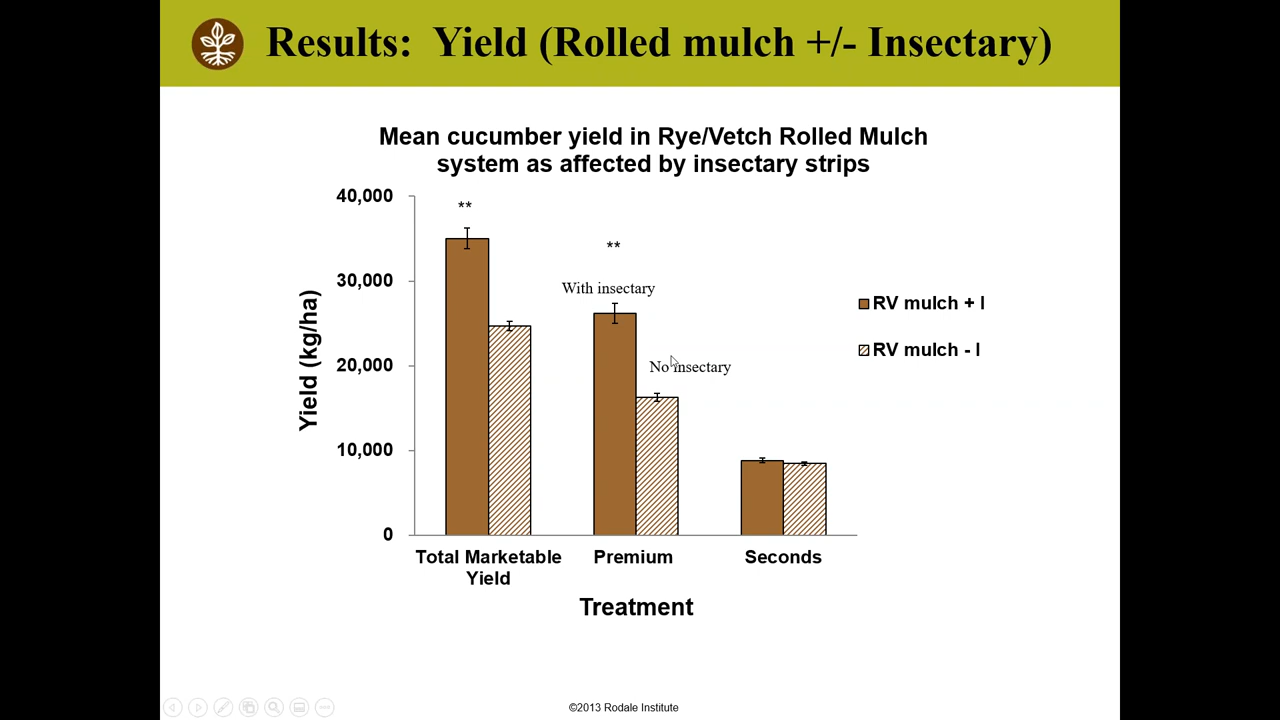 Results:  Yield (Rolled mulch +/- Insectary)
Mean cucumber yield in Rye/Vetch Rolled Mulch
system as affected by insectary strips
40,000
30,000
20,000
10,000
0
Yield (kg/ha)
**
**
With insectary
No insectary
RV mulch + I
RV mulch - I
Total Marketable
Yield
Premium
Seconds
Treatment
©2013 Rodale Institute